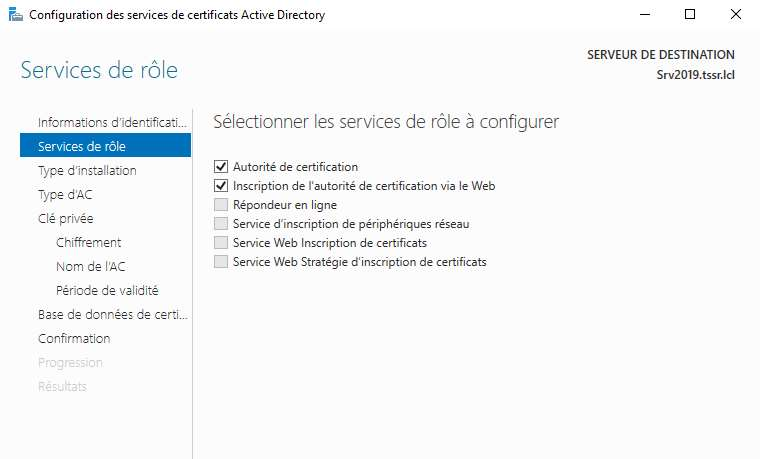 Configuration des services de certificats Active Directory
Services de rôle
SERVEUR DE DESTINATION
Srv2019.tssr.lcl
Informations d'identificati...
Services de rôle
Type d'installation
Type d'AC
Clé privée
Chiffrement
Nom de l'AC
Période de validité
Base de données de certi...
Confirmation
Progression
Résultats
Sélectionner les services de rôle à configurer
Autorité de certification
Inscription de l'autorité de certification via le Web
Répondeur en ligne
Service d'inscription de périphériques réseau
Service Web Inscription de certificats
Service Web Stratégie d'inscription de certificats